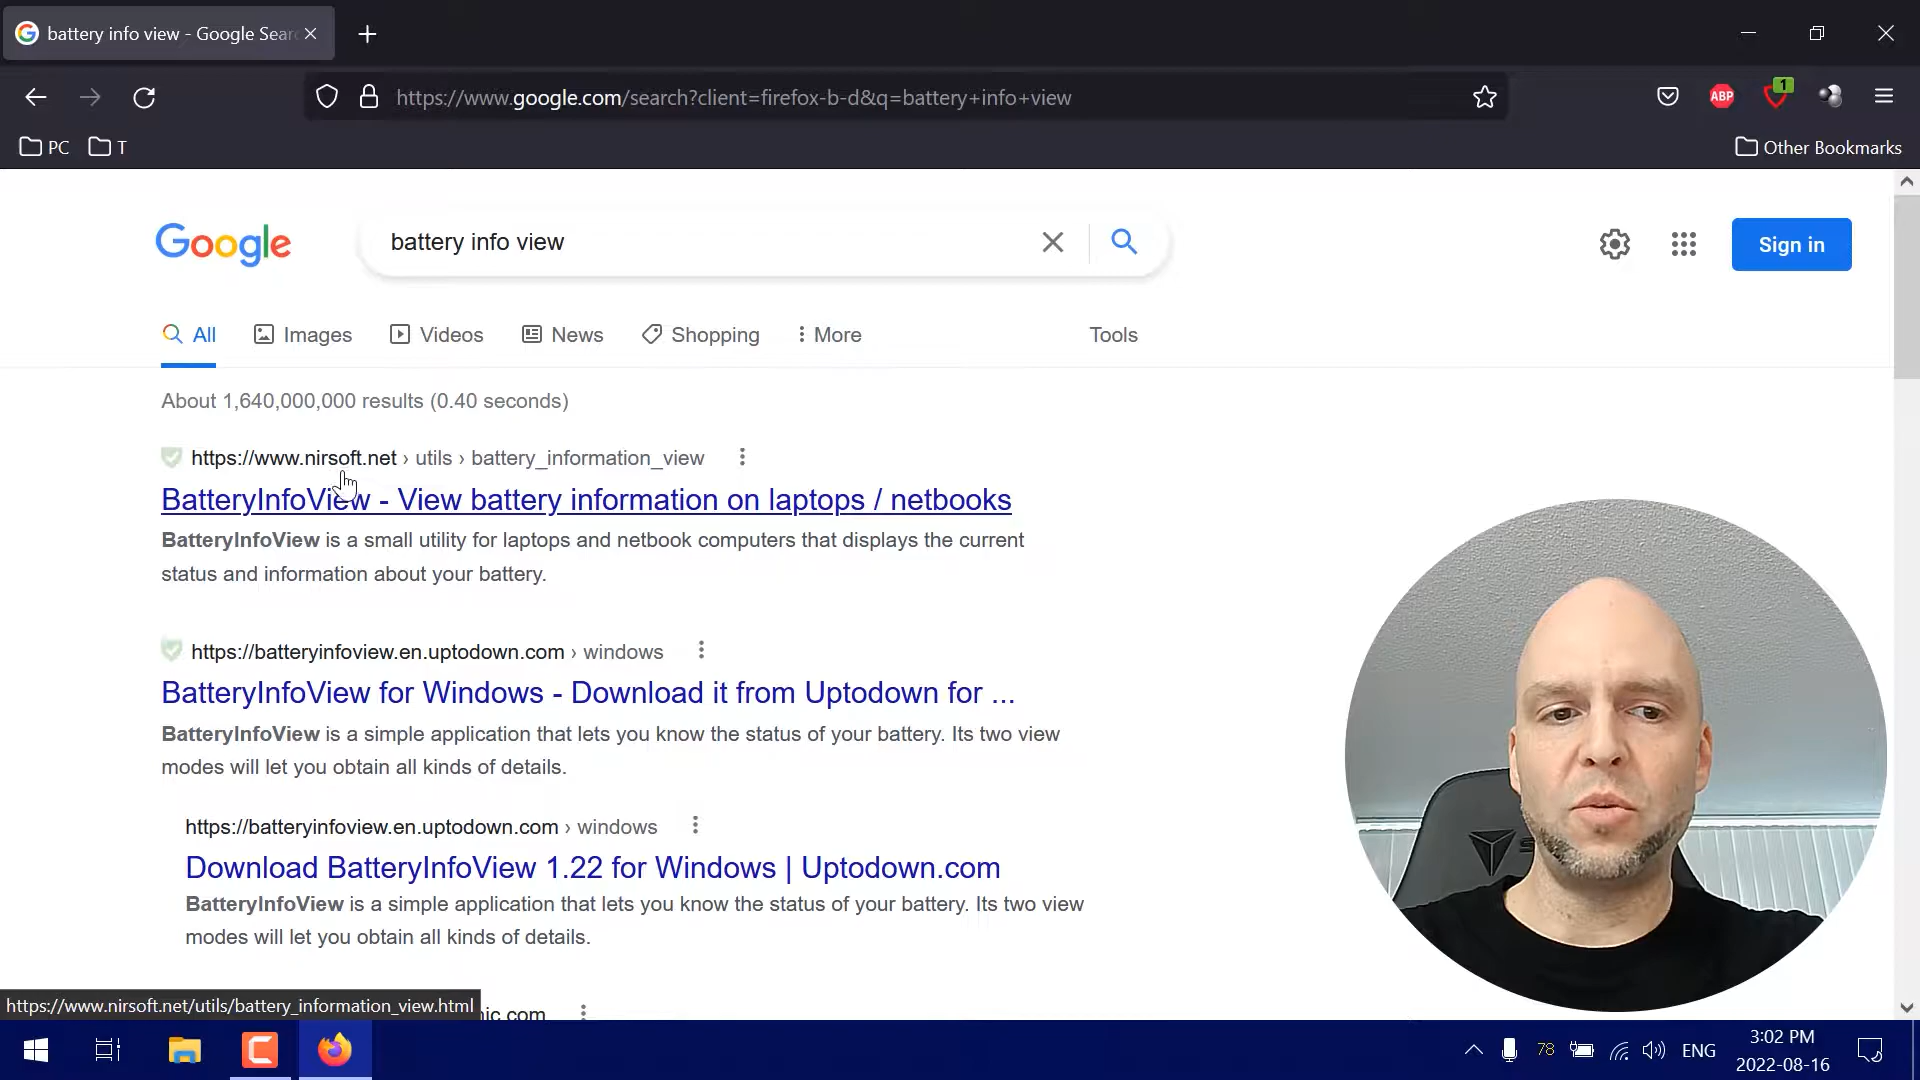 battery info view - Google Sear
https://www.google.com/search?client=firefox-b-d&q=battery+info+view
ABP
1
PC
T
Other Bookmarks
Google
battery info view
Sign in
All
Images
Videos
News
Shopping
More
Tools
About 1,640,000,000 results (0.40 seconds)
https://www.nirsoft.net › utils › battery_information_view
BatteryInfoView - View battery information on laptops / netbooks
BatteryInfoView is a small utility for laptops and netbook computers that displays the current
status and information about your battery.
https://batteryinfoview.en.uptodown.com › windows
BatteryInfoView for Windows - Download it from Uptodown for ...
BatteryInfoView is a simple application that lets you know the status of your battery. Its two view
modes will let you obtain all kinds of details.
https://batteryinfoview.en.uptodown.com › windows
Download BatteryInfoView 1.22 for Windows | Uptodown.com
BatteryInfoView is a simple application that lets you know the status of your battery. Its two view
modes will let you obtain all kinds of details.
https://www.nirsoft.net/utils/battery_information_view.html
78
ENG
3:02 PM
2022-08-16